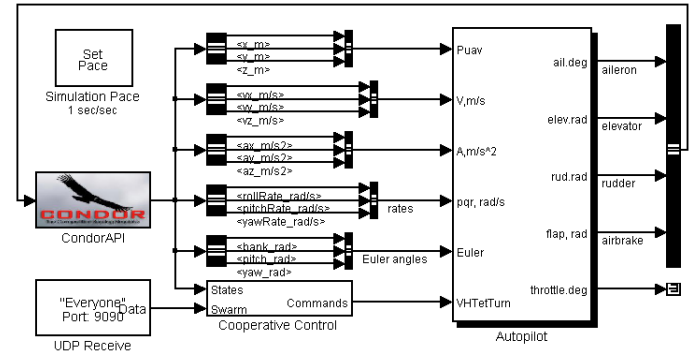 Set
Pace
Simulation Pace
1 sec/sec
CONDOR
CondorAPI
"Everyone"
Port: 9090
Data
UDP Receive
<x_m>
<y_m>
<z_m>
<vx_m/s>
<vy_m/s>
<vz_m/s>
<ax_m/s2>
<ay_m/s2>
<az_m/s2>
<rollRate_rad/s>
<pitchRate_rad/s>
<yawRate_rad/s>
rates
<bank_rad>
<pitch_rad>
<yaw_rad>
Euler angles
States
Swarm
Commands
Cooperative Control
Puav
V,m/s
A,m/s^2
pqr, rad/s
Euler
VHTetTurn
ail.deg
elev.rad
rud.rad
flap, rad
throttle.deg
Autopilot
aileron
elevator
rudder
airbrake